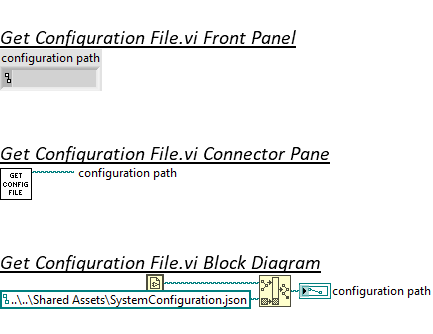 Get Configuration File.vi Front Panel
configuration path
Get Configuration File.vi Connector Pane
GET
CONFIG
FILE
configuration path
Get Configuration File.vi Block Diagram
..\..\Shared Assets\SystemConfiguration.json
configuration path